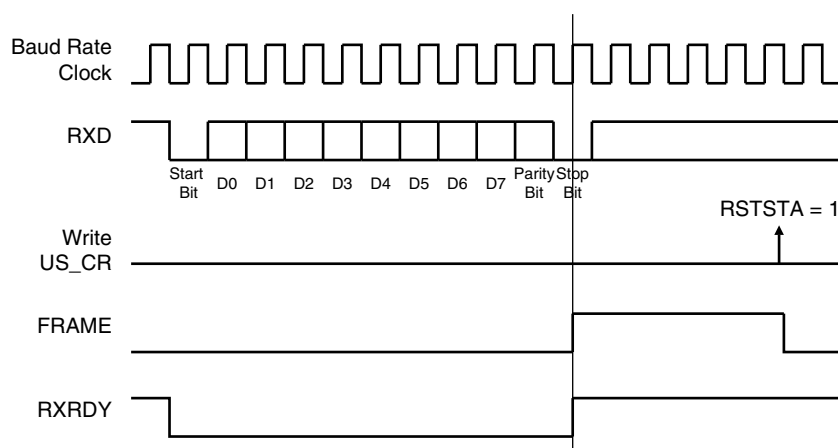 Baud Rate
Clock
RXD
Start
Bit
D0
D1
D2
D3
D4
D5
D6
D7
Parity
Bit
Stop
Bit
RSTSTA = 1
Write
US_CR
FRAME
RXRDY